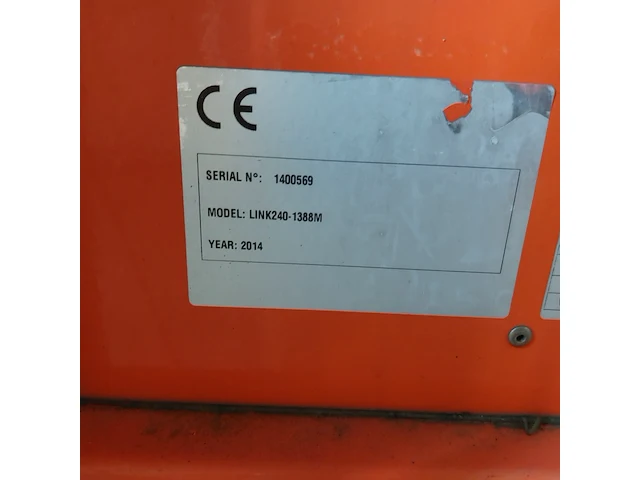 CE
SERIAL N°: 1400569
MODEL: LINK240-1388M
YEAR: 2014